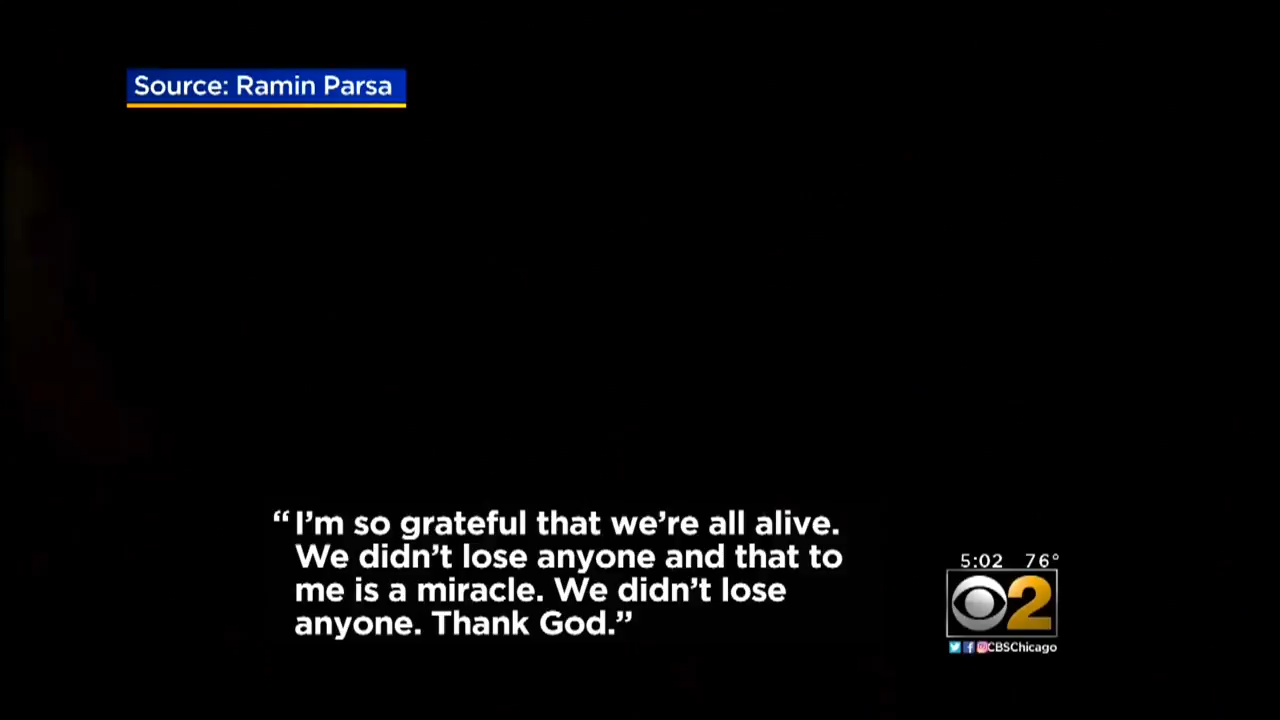 Source: Ramin Parsa
“I’m so grateful that we’re all alive.
We didn’t lose anyone and that to
me is a miracle. We didn’t lose
anyone. Thank God.”
5:02 76°
2
CBSChicago